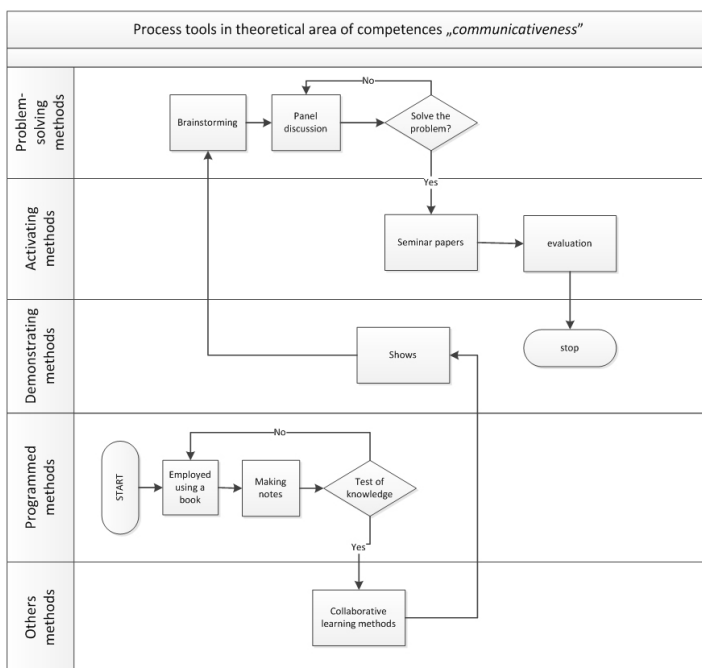 Process tools in theoretical area of competences „communicativeness”
Problem-
solving
methods
Brainstorming
Panel
discussion
No
Solve the
problem?
Yes
Activating
methods
Seminar papers
evaluation
Demonstrating
methods
Shows
stop
Programmed
methods
START
Employed
using a
book
Making
notes
No
Test of
knowledge
Yes
Others
methods
Collaborative
learning methods